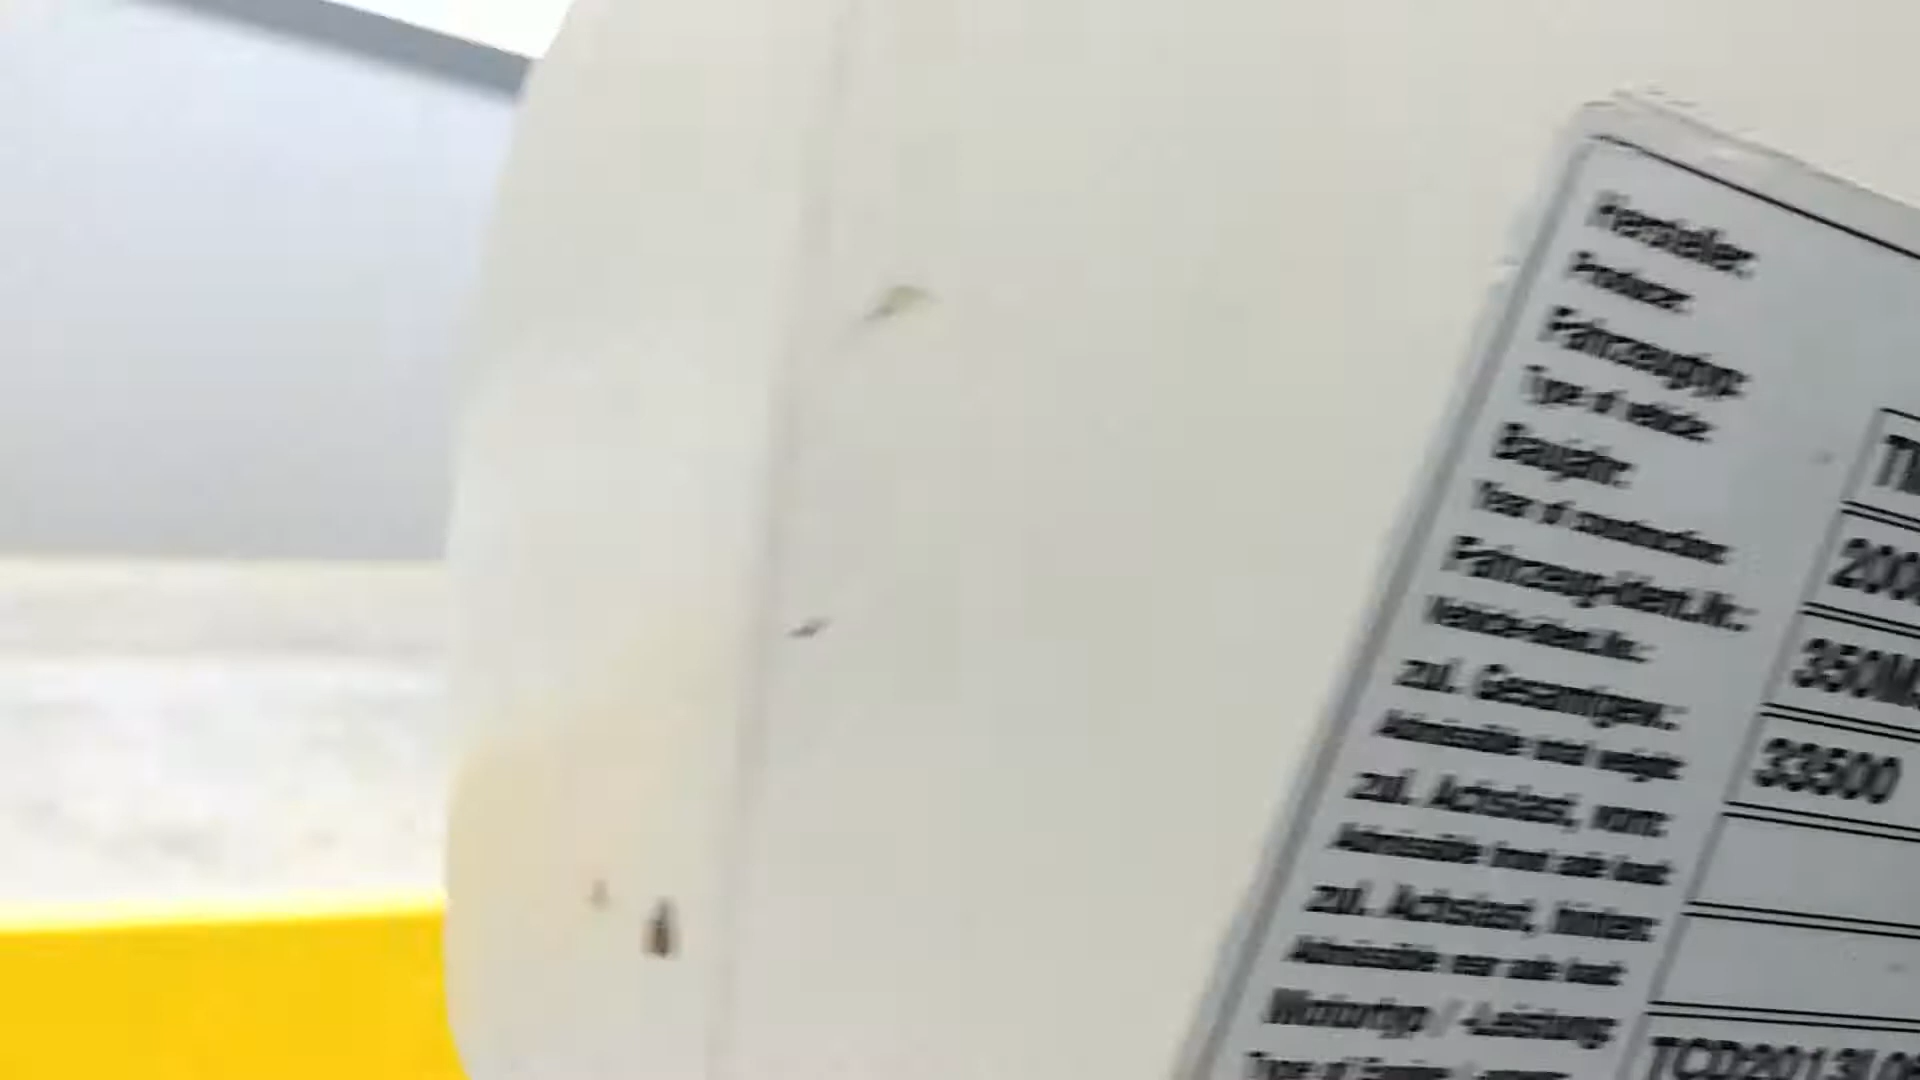 Hersteller:
Producer:
Fahrzeugtyp:
Type of vehicle:
Baujahr:
Year of construction:
Fahrzeug-Ident.Nr.:
Vehicle-Ident.Nr.:
zul. Gesamtgew.:
33500
Admissible total weight:
zul. Achslast, vorn:
Admissible front axle load:
zul. Achslast, hinten:
Admissible rear axle load:
Motortyp / -Leistung: